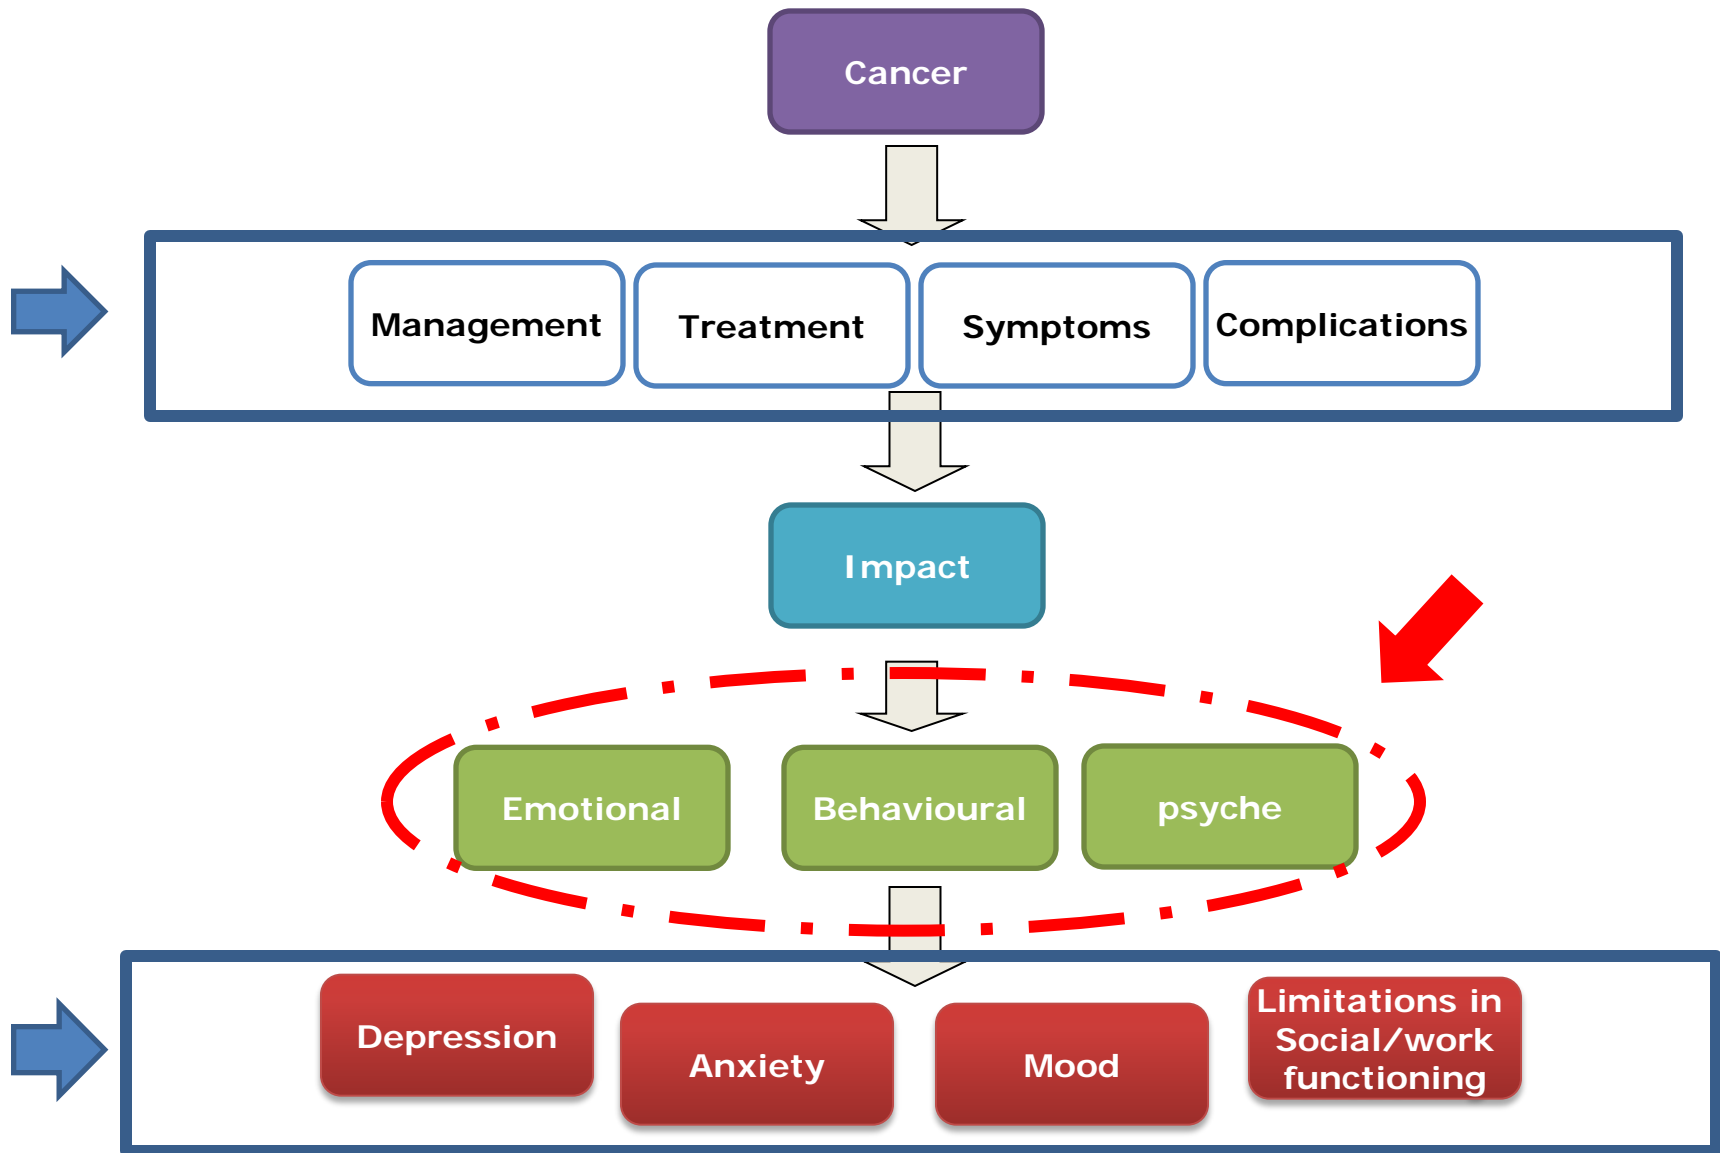 Cancer
Management
Treatment
Symptoms
Complications
Impact
Emotional
Behavioural
psyche
Depression
Anxiety
Mood
Limitations in
Social/work
functioning